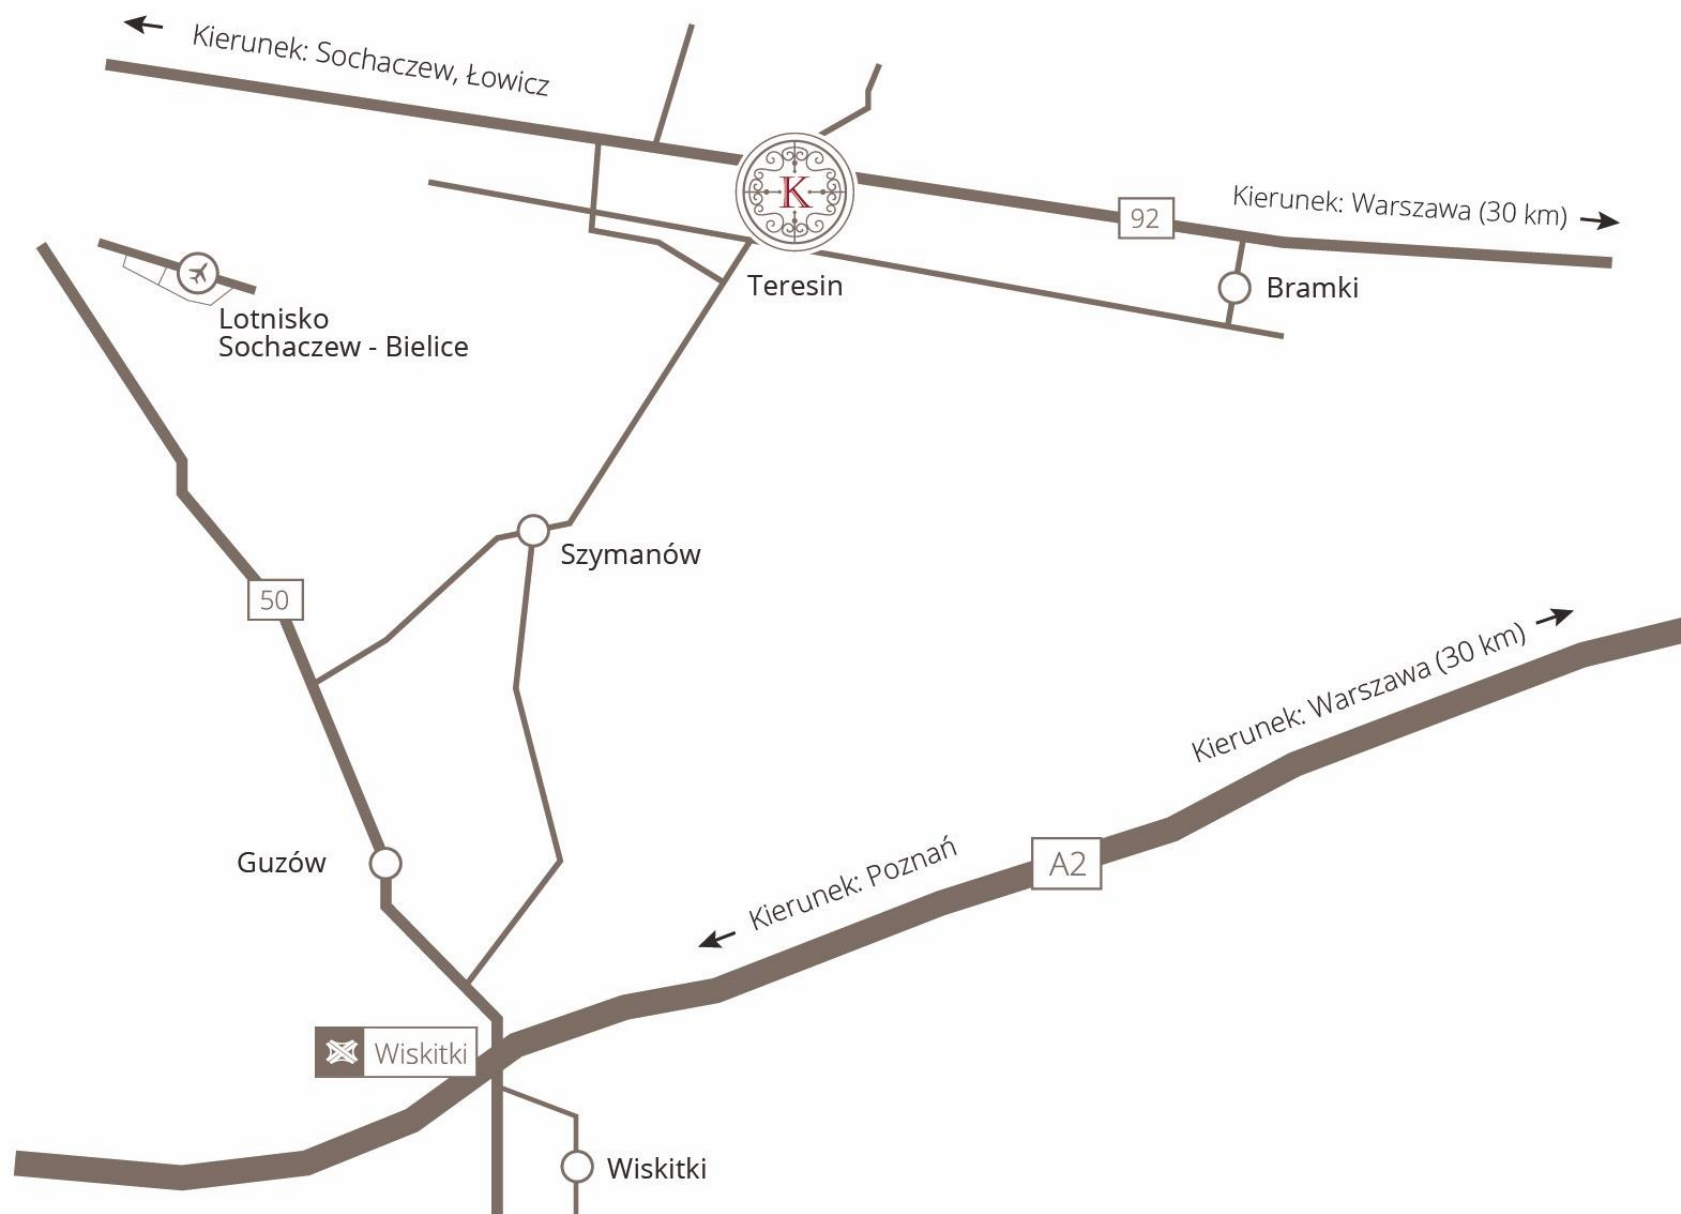 Kierunek: Sochaczew, Łowicz
K
92
Kierunek: Warszawa (30 km)
Teresin
Bramki
Lotnisko
Sochaczew - Bielice
Szymanów
50
Kierunek: Warszawa (30 km)
Guzów
Kierunek: Poznań
A2
Wiskitki
Wiskitki